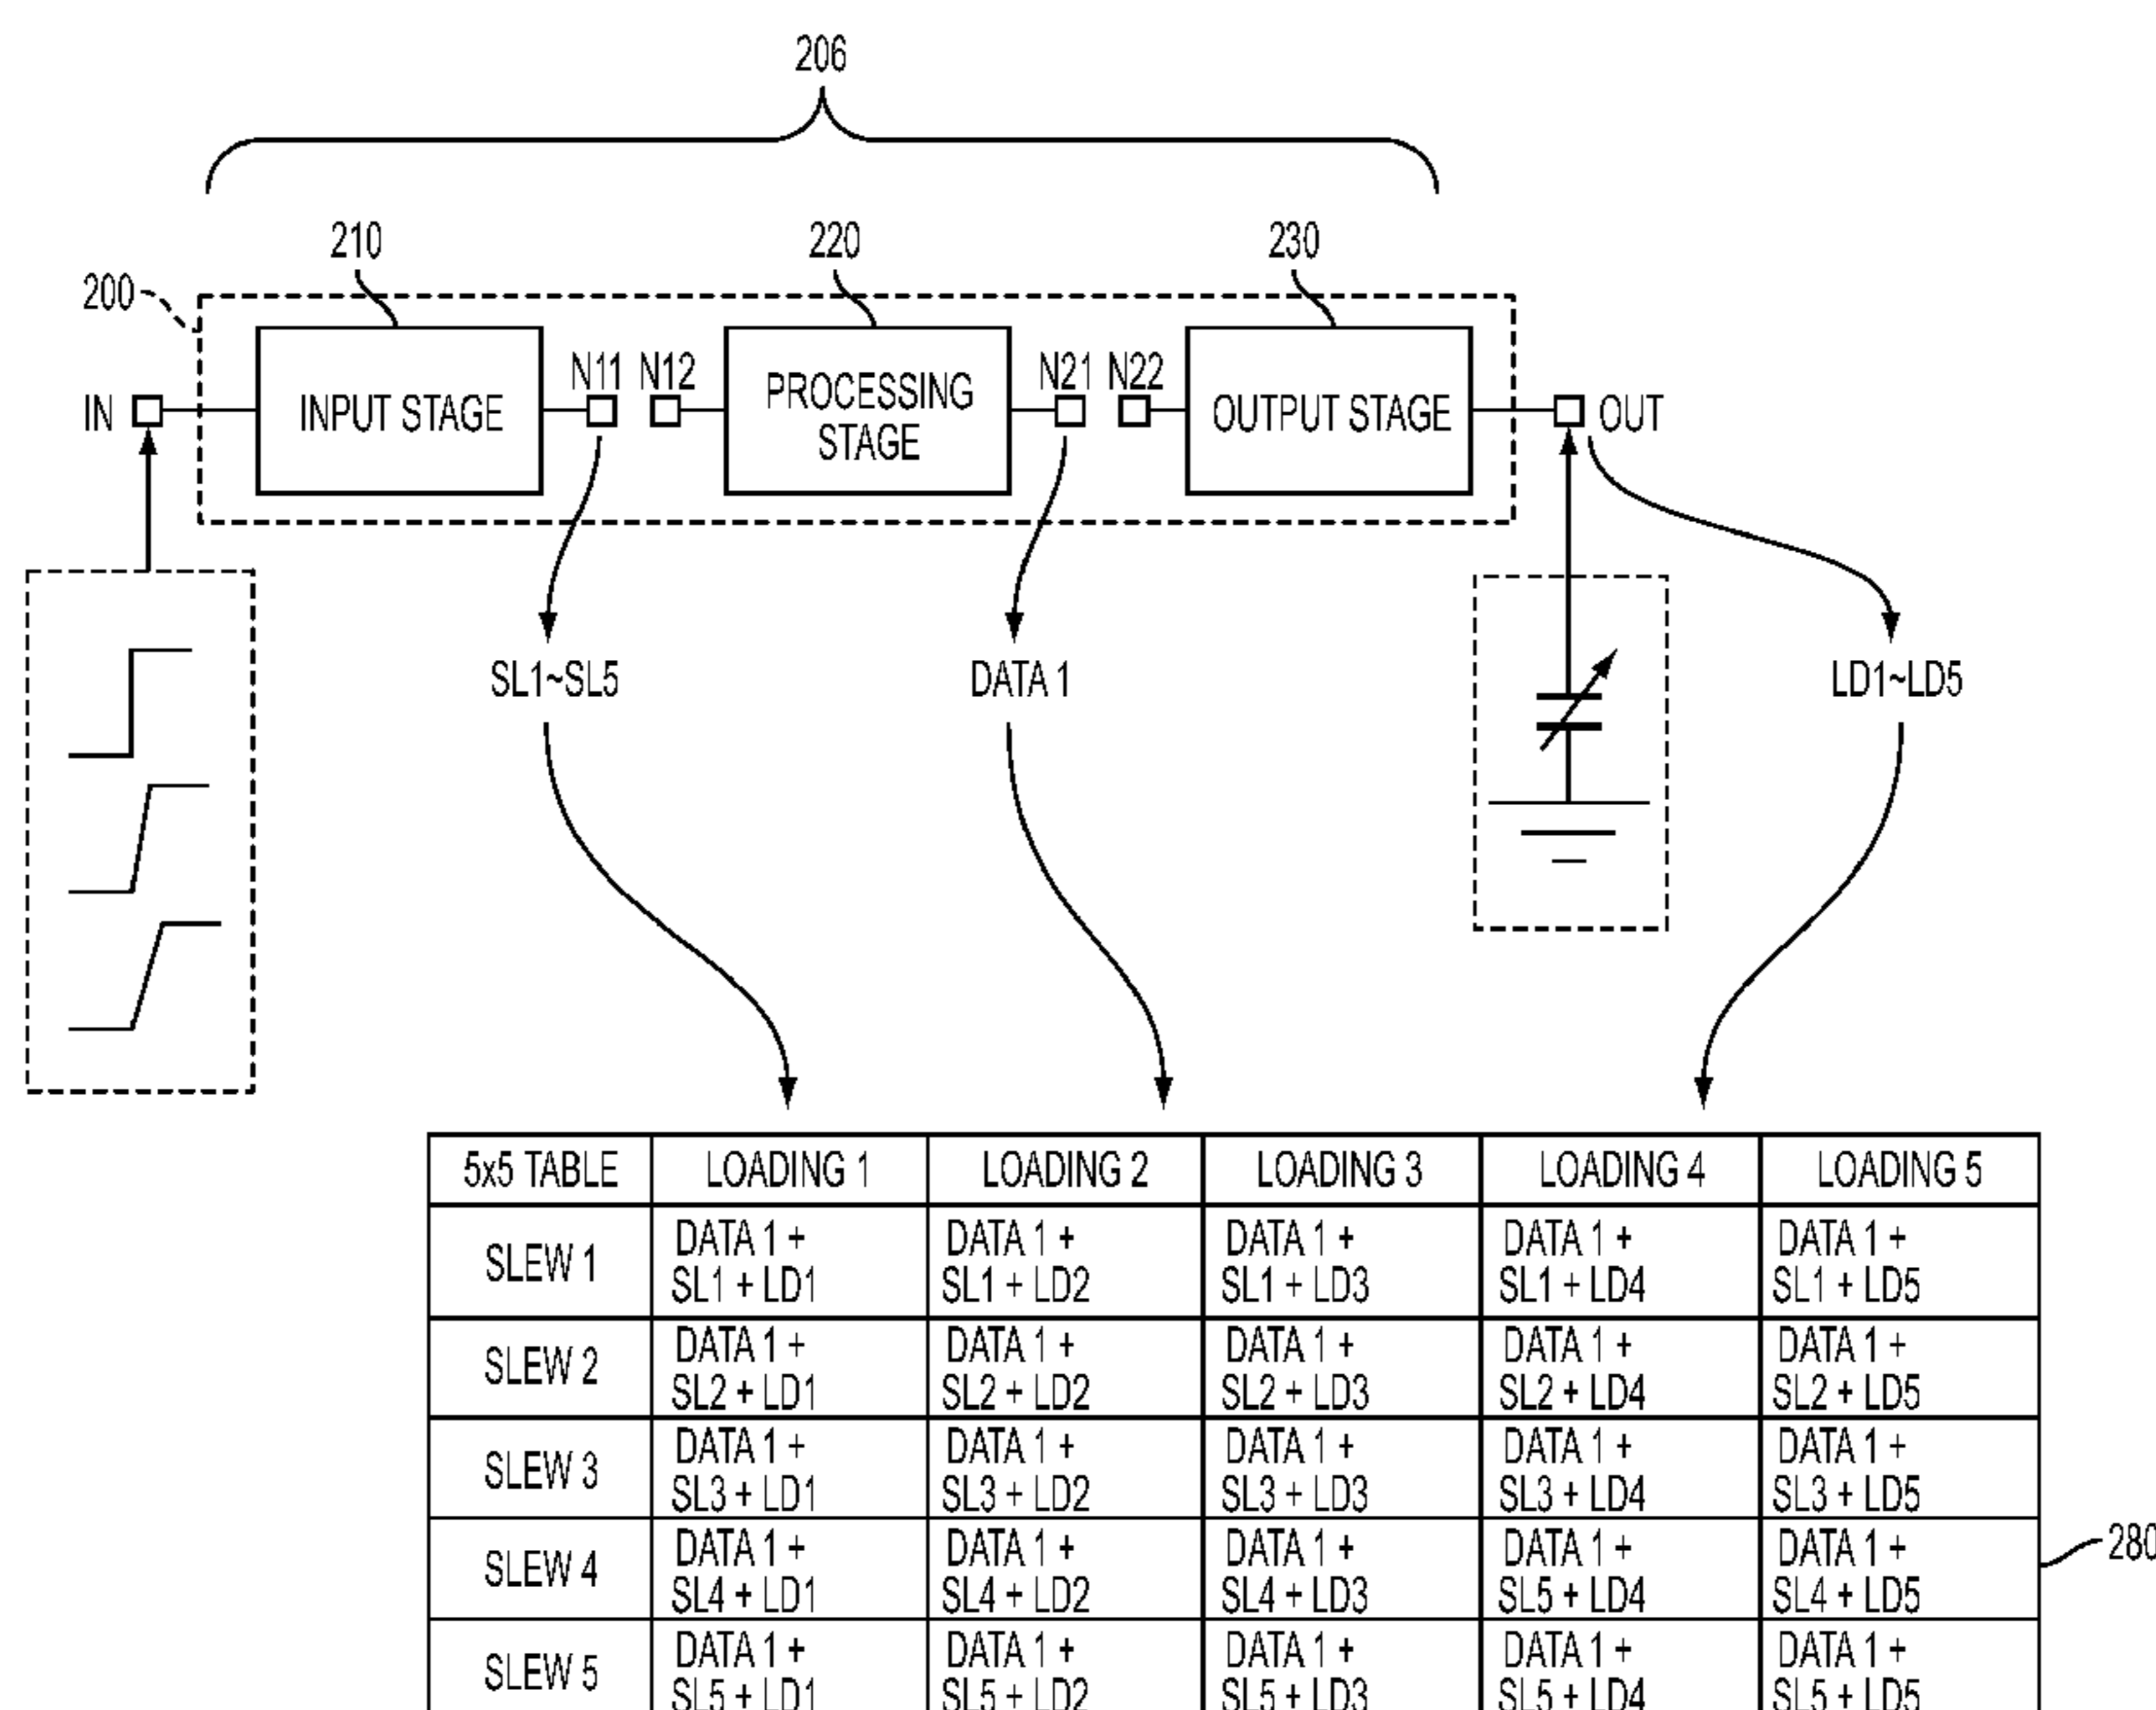 206
210
220
230
200
N11 N12
N21 N22
IN
INPUT STAGE
PROCESSING
STAGE
OUTPUT STAGE
OUT
SL1~SL5
DATA 1
LD1~LD5
5x5 TABLE LOADING 1 LOADING 2 LOADING 3 LOADING 4 LOADING 5
SLEW 1
DATA 1 + DATA 1 + DATA 1 + DATA 1 + DATA 1 +
SL1 + LD1 SL1 + LD2 SL1 + LD3 SL1 + LD4 SL1 + LD5
SLEW 2
DATA 1 + DATA 1 + DATA 1 + DATA 1 + DATA 1 +
SL2 + LD1 SL2 + LD2 SL2 + LD3 SL2 + LD4 SL2 + LD5
SLEW 3
DATA 1 + DATA 1 + DATA 1 + DATA 1 + DATA 1 +
SL3 + LD1 SL3 + LD2 SL3 + LD3 SL3 + LD4 SL3 + LD5
SLEW 4
DATA 1 + DATA 1 + DATA 1 + DATA 1 + DATA 1 +
SL4 + LD1 SL4 + LD2 SL4 + LD3 SL5 + LD4 SL4 + LD5
280
SLEW 5
DATA 1 + DATA 1 + DATA 1 + DATA 1 + DATA 1 +
SL5 + LD1 SL5 + LD2 SL5 + LD3 SL5 + LD4 SL5 + LD5